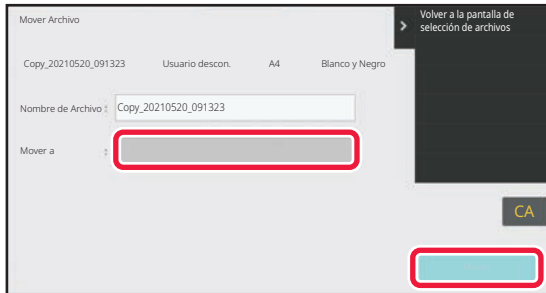 Mover Archivo
Volver a la pantalla de
selección de archivos
Copy_20210520_091323 Usuario descon. A4 Blanco y Negro
Nombre de Archivo : Copy_20210520_091323
Mover a :
CA